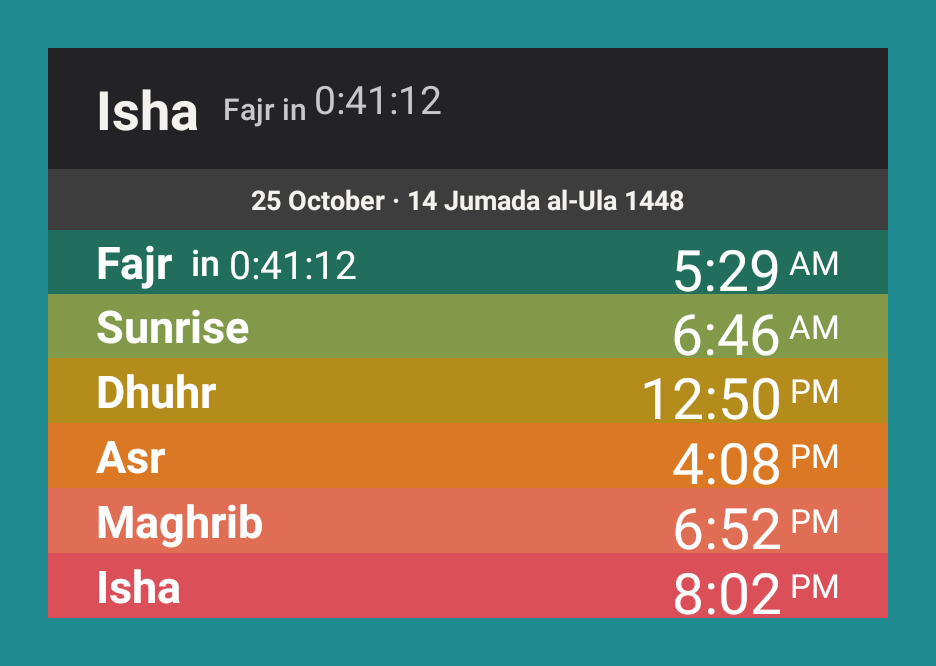 Isha Fajr in 0:41:12
25 October · 14 Jumada al-Ula 1448
Fajr in 0:41:12 5:29 AM
Sunrise 6:46 AM
Dhuhr 12:50 PM
Asr 4:08 PM
Maghrib 6:52 PM
Isha 8:02 PM